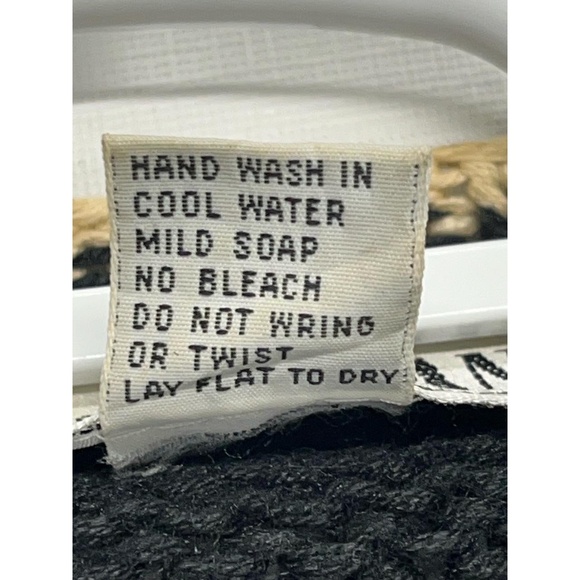 HAND WASH IN
COOL WATER
MILD SOAP
NO BLEACH
DO NOT WRING
OR TWIST
LAY FLAT TO DRY